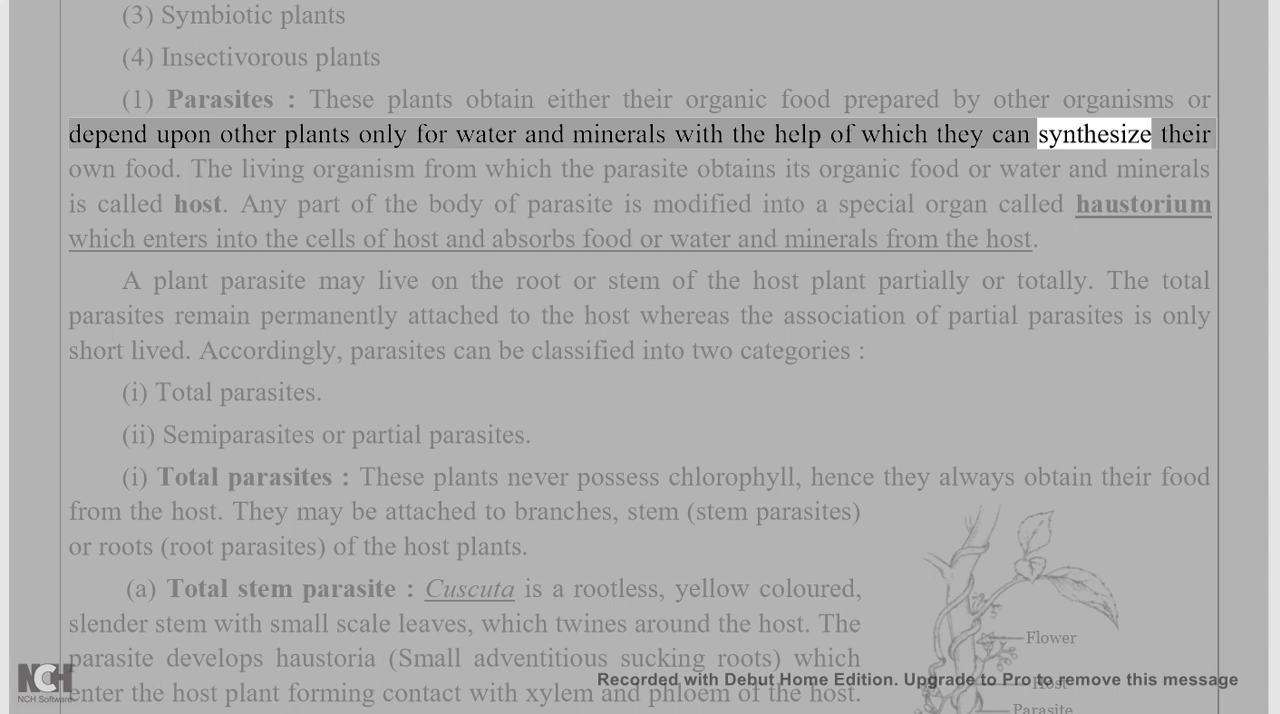 (3) Symbiotic plants
(4) Insectivorous plants
(1) Parasites : These plants obtain either their organic food prepared by other organisms or
depend upon other plants only for water and minerals with the help of which they can synthesize their
own food. The living organism from which the parasite obtains its organic food or water and minerals
is called host. Any part of the body of parasite is modified into a special organ called haustorium
which enters into the cells of host and absorbs food or water and minerals from the host.
A plant parasite may live on the root or stem of the host plant partially or totally. The total
parasites remain permanently attached to the host whereas the association of partial parasites is only
short lived. Accordingly, parasites can be classified into two categories :
(i) Total parasites.
(ii) Semiparasites or partial parasites.
(i) Total parasites : These plants never possess chlorophyll, hence they always obtain their food
from the host. They may be attached to branches, stem (stem parasites)
or roots (root parasites) of the host plants.
(a) Total stem parasite : Cuscuta is a rootless, yellow coloured,
slender stem with small scale leaves, which twines around the host. The
parasite develops haustoria (Small adventitious sucking roots) which
enter the host plant forming contact with xylem and phloem of the host.
Flower
Host
Parasite
NCH
NCH Software
Recorded with Debut Home Edition. Upgrade to Pro to remove this message